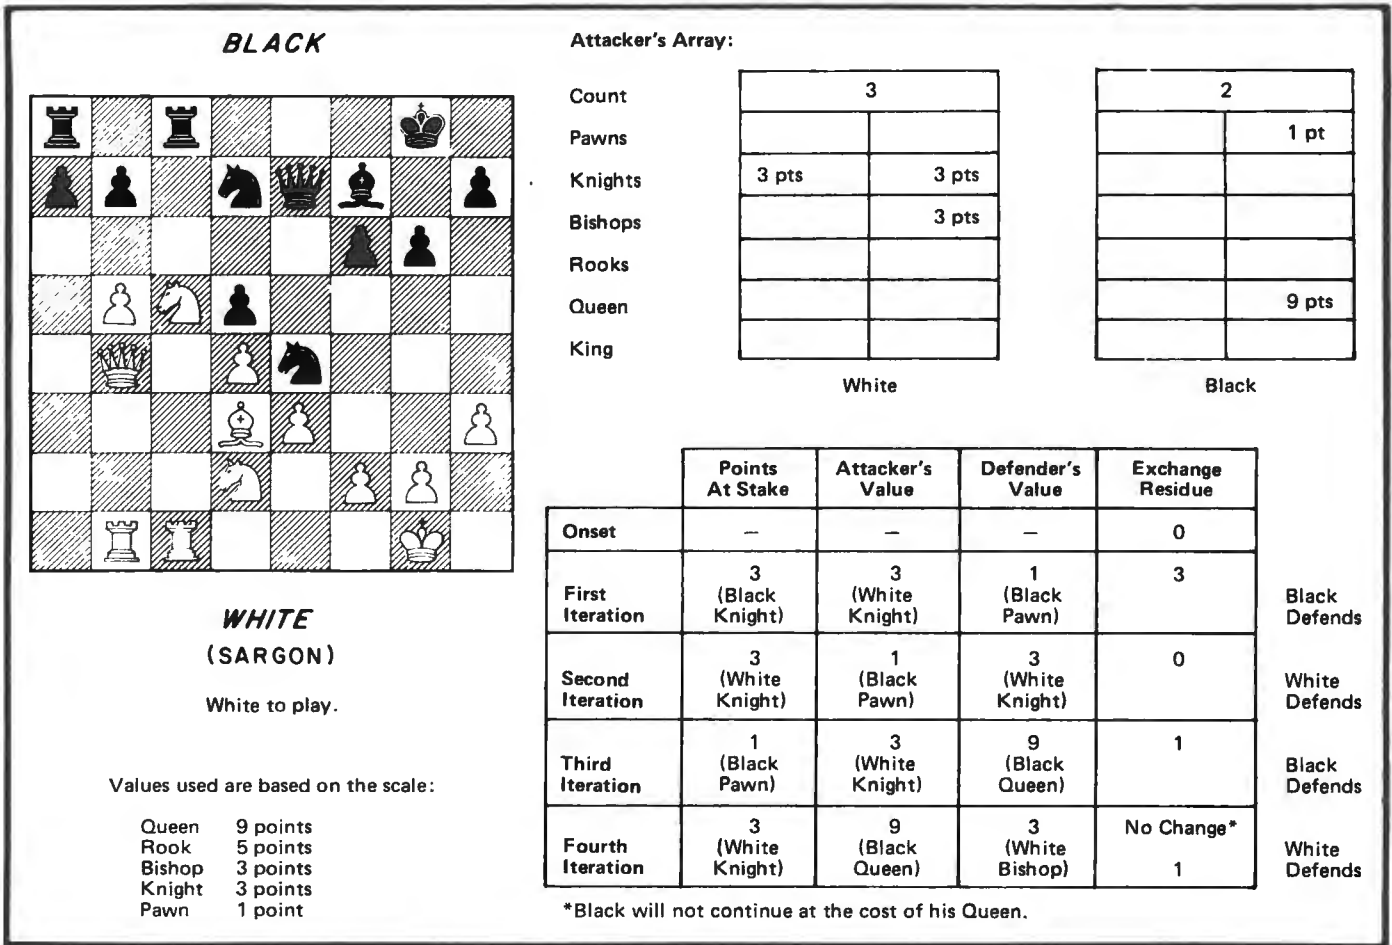 BLACK
WHITE
(SARGON)
White to play.
Values used are based on the scale:
Queen 9 points
Rook 5 points
Bishop 3 points
Knight 3 points
Pawn 1 point
Attacker's Array:
Count 3 2
Pawns 1 pt
Knights 3 pts 3 pts
Bishops 3 pts
Rooks
Queen 9 pts
King
White Black
Points At Stake Attacker's Value Defender's Value Exchange Residue
Onset – – – 0
First Iteration 3 (Black Knight) 3 (White Knight) 1 (Black Pawn) 3 Black Defends
Second Iteration 3 (White Knight) 1 (Black Pawn) 3 (White Knight) 0 White Defends
Third Iteration 1 (Black Pawn) 3 (White Knight) 9 (Black Queen) 1 Black Defends
Fourth Iteration 3 (White Knight) 9 (Black Queen) 3 (White Bishop) No Change* 1 White Defends
*Black will not continue at the cost of his Queen.